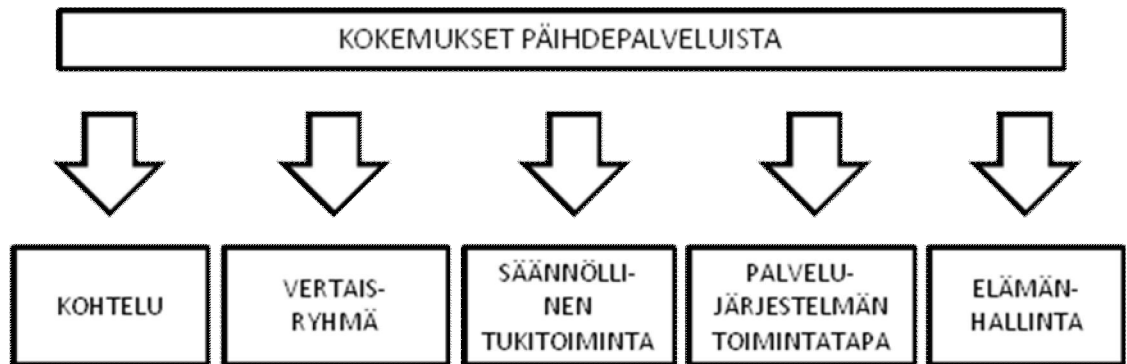 KOKEMUKSET PÄIHDEPALVELUISTA
KOHTELU
VERTAIS-
RYHMÄ
SÄÄNNÖLLI-
NEN
TUKITOIMINTA
PALVELU-
JÄRJESTELMÄN
TOIMINTATAPA
ELÄMÄN-
HALLINTA